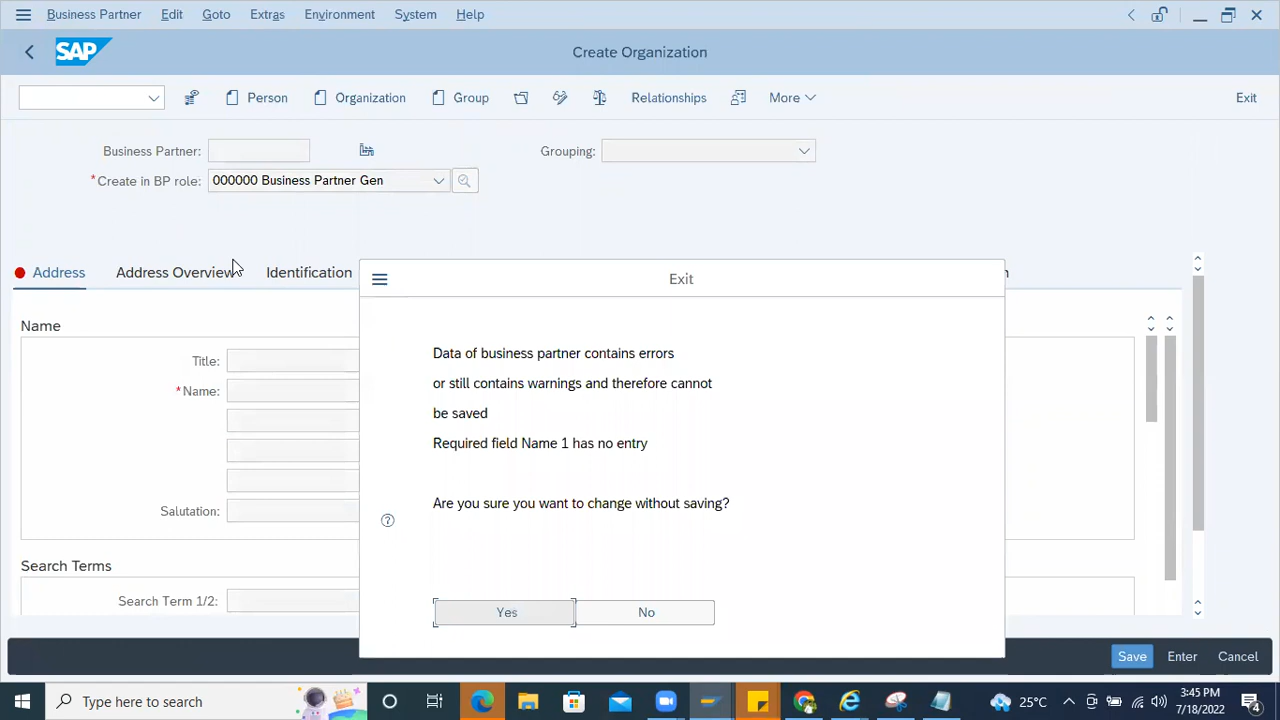 Business Partner Edit Goto Extras Environment System Help
SAP Create Organization
Person Organization Group Relationships More Exit
Business Partner: Grouping:
*Create in BP role: 000000 Business Partner Gen
Address Address Overview Identification
Exit
Name
Title:
*Name:
Salutation:
Data of business partner contains errors
or still contains warnings and therefore cannot
be saved
Required field Name 1 has no entry
Are you sure you want to change without saving?
Yes No
Search Terms
Search Term 1/2:
Save Enter Cancel
Type here to search
25°C
3:45 PM
7/18/2022
4